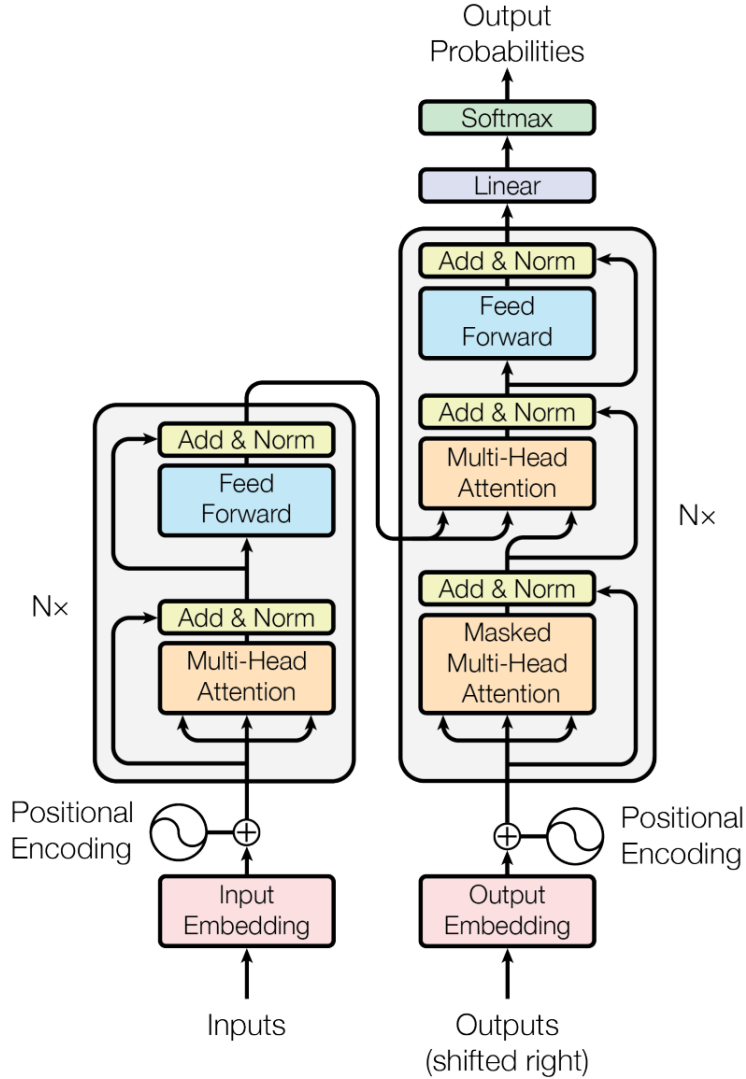 Output
Probabilities
Softmax
Linear
Add & Norm
Feed
Forward
Add & Norm
Multi-Head
Attention
N×
Add & Norm
Masked
Multi-Head
Attention
Add & Norm
Feed
Forward
N×
Add & Norm
Multi-Head
Attention
Positional
Encoding
Positional
Encoding
Input
Embedding
Output
Embedding
Inputs
Outputs
(shifted right)